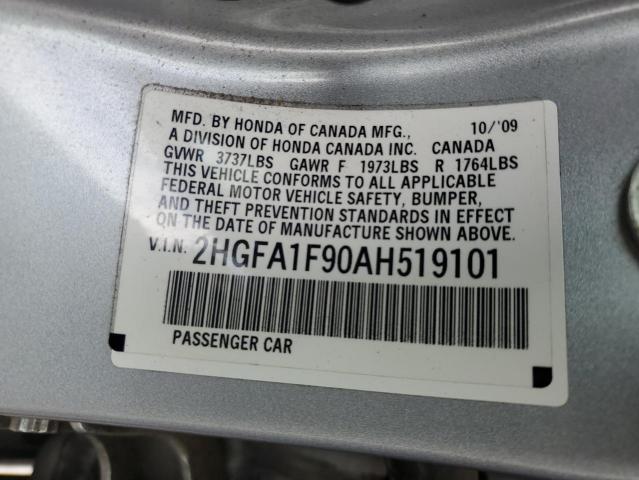 MFD. BY HONDA OF CANADA MFG., 10/'09
A DIVISION OF HONDA CANADA INC. CANADA
GVWR 3737LBS GAWR F 1973LBS R 1764LBS
THIS VEHICLE CONFORMS TO ALL APPLICABLE
FEDERAL MOTOR VEHICLE SAFETY, BUMPER,
AND THEFT PREVENTION STANDARDS IN EFFECT
ON THE DATE OF MANUFACTURE SHOWN ABOVE.
V.I.N. 2HGFA1F90AH519101
PASSENGER CAR